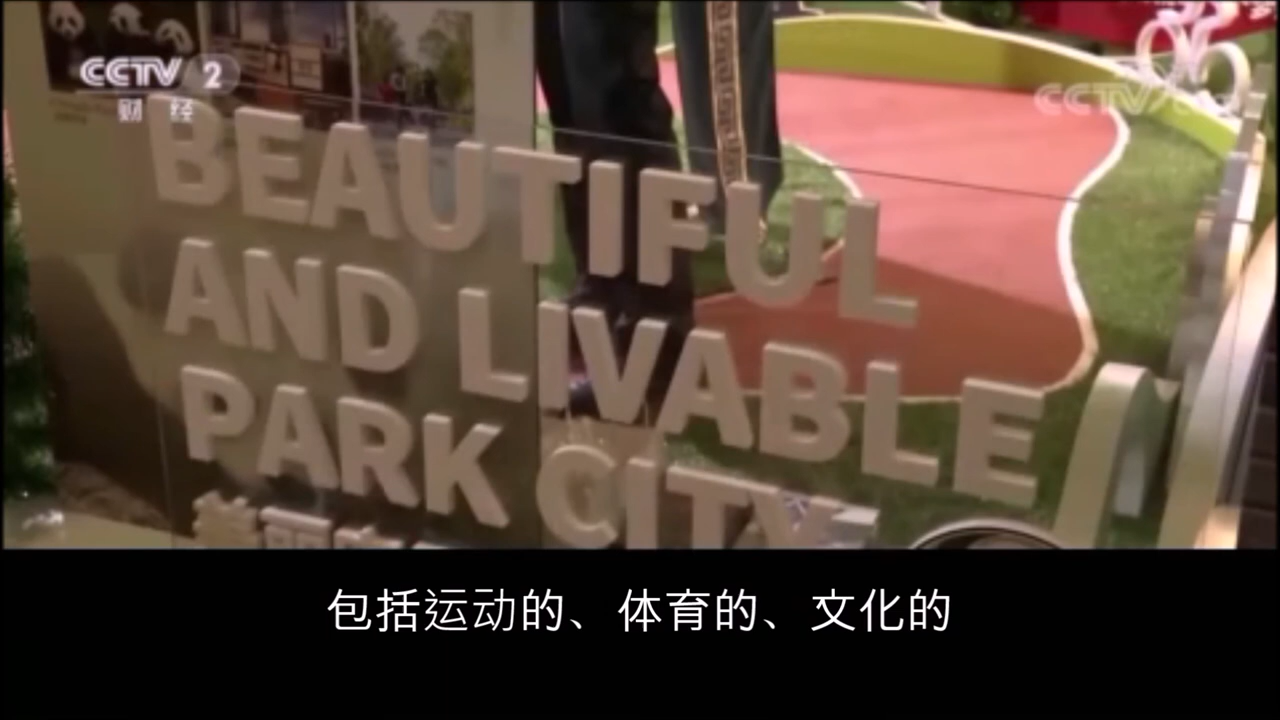 CCTV 2
财经
CCTV
BEAUTIFUL
AND LIVABLE
PARK CITY
包括运动的、体育的、文化的